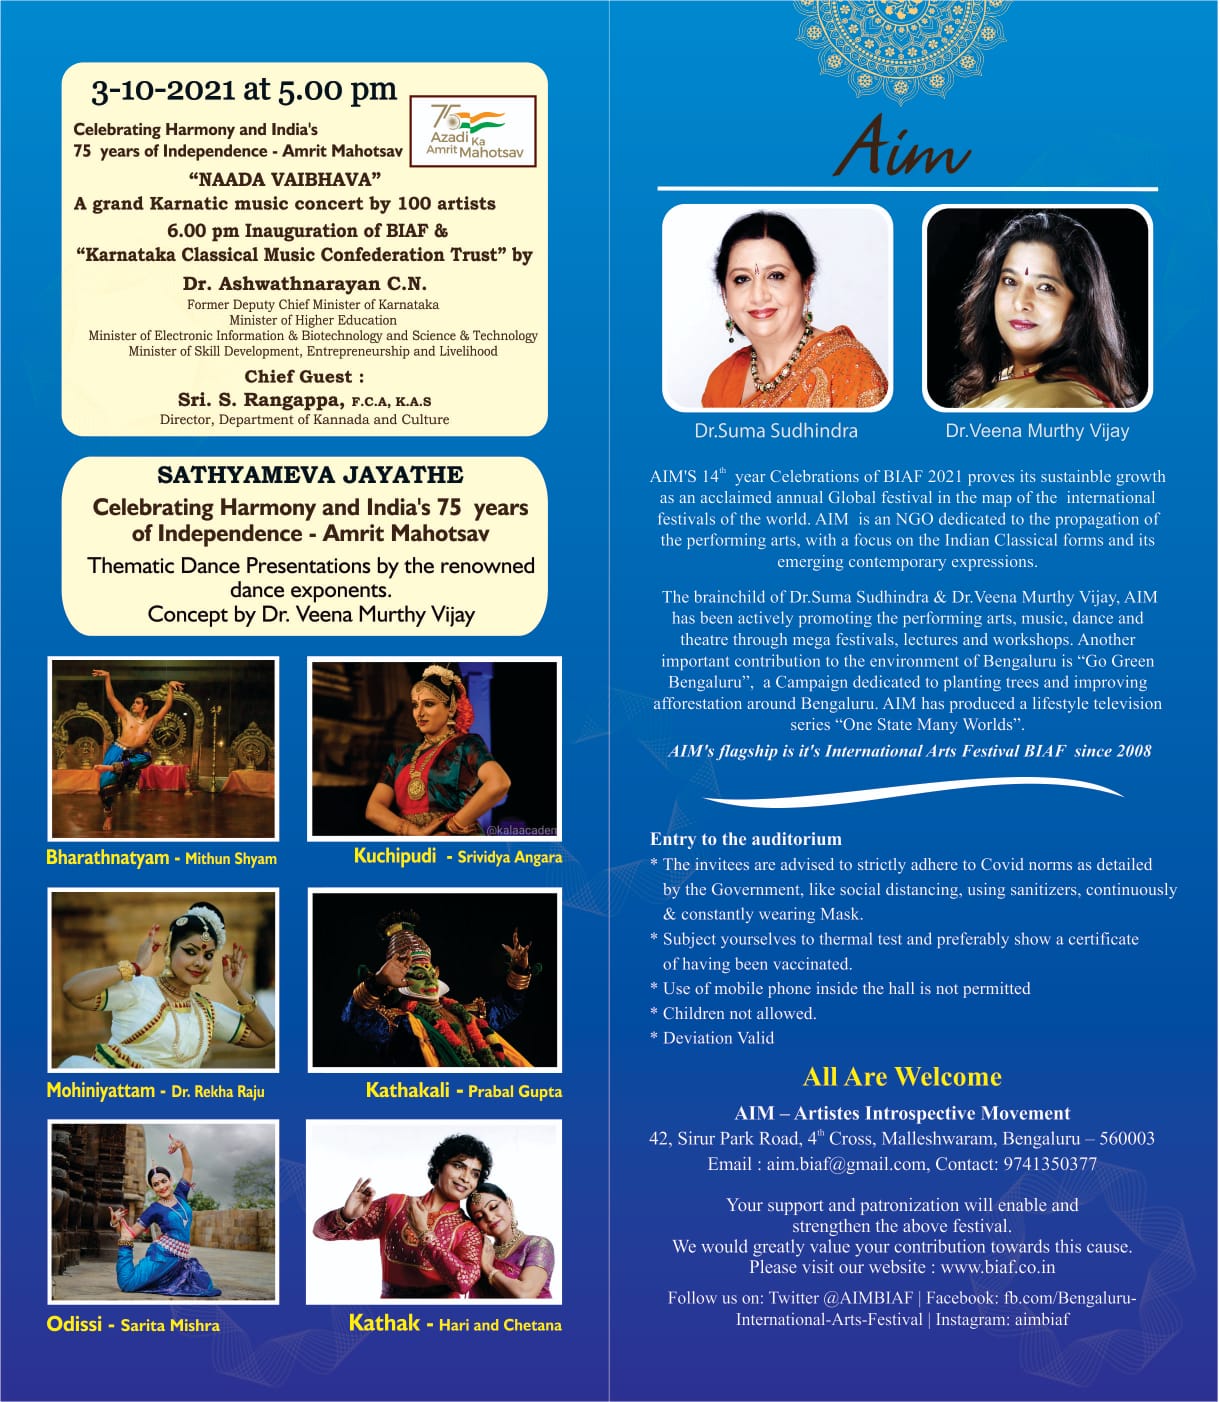 3-10-2021 at 5.00 pm
Celebrating Harmony and India's
75 years of Independence - Amrit Mahotsav
75
Azadi Ka
Amrit Mahotsav
“NAADA VAIBHAVA”
A grand Karnatic music concert by 100 artists
6.00 pm Inauguration of BIAF &
“Karnataka Classical Music Confederation Trust” by
Dr. Ashwathnarayan C.N.
Former Deputy Chief Minister of Karnataka
Minister of Higher Education
Minister of Electronic Information & Biotechnology and Science & Technology
Minister of Skill Development, Entrepreneurship and Livelihood
Chief Guest :
Sri. S. Rangappa, F.C.A, K.A.S
Director, Department of Kannada and Culture
SATHYAMEVA JAYATHE
Celebrating Harmony and India's 75 years
of Independence - Amrit Mahotsav
Thematic Dance Presentations by the renowned
dance exponents.
Concept by Dr. Veena Murthy Vijay
@kalaacadem
Bharathnatyam - Mithun Shyam
Kuchipudi - Srividya Angara
Mohiniyattam - Dr. Rekha Raju
Kathakali - Prabal Gupta
Odissi - Sarita Mishra
Kathak - Hari and Chetana
Aim
Dr.Suma Sudhindra
Dr.Veena Murthy Vijay
AIM'S 14th year Celebrations of BIAF 2021 proves its sustainble growth
as an acclaimed annual Global festival in the map of the international
festivals of the world. AIM is an NGO dedicated to the propagation of
the performing arts, with a focus on the Indian Classical forms and its
emerging contemporary expressions.
The brainchild of Dr.Suma Sudhindra & Dr.Veena Murthy Vijay, AIM
has been actively promoting the performing arts, music, dance and
theatre through mega festivals, lectures and workshops. Another
important contribution to the environment of Bengaluru is “Go Green
Bengaluru”, a Campaign dedicated to planting trees and improving
afforestation around Bengaluru. AIM has produced a lifestyle television
series “One State Many Worlds”.
AIM's flagship is it's International Arts Festival BIAF since 2008
Entry to the auditorium
* The invitees are advised to strictly adhere to Covid norms as detailed
by the Government, like social distancing, using sanitizers, continuously
& constantly wearing Mask.
* Subject yourselves to thermal test and preferably show a certificate
of having been vaccinated.
* Use of mobile phone inside the hall is not permitted
* Children not allowed.
* Deviation Valid
All Are Welcome
AIM – Artistes Introspective Movement
42, Sirur Park Road, 4th Cross, Malleshwaram, Bengaluru – 560003
Email : aim.biaf@gmail.com, Contact: 9741350377
Your support and patronization will enable and
strengthen the above festival.
We would greatly value your contribution towards this cause.
Please visit our website : www.biaf.co.in
Follow us on: Twitter @AIMBIAF | Facebook: fb.com/Bengaluru-
International-Arts-Festival | Instagram: aimbiaf